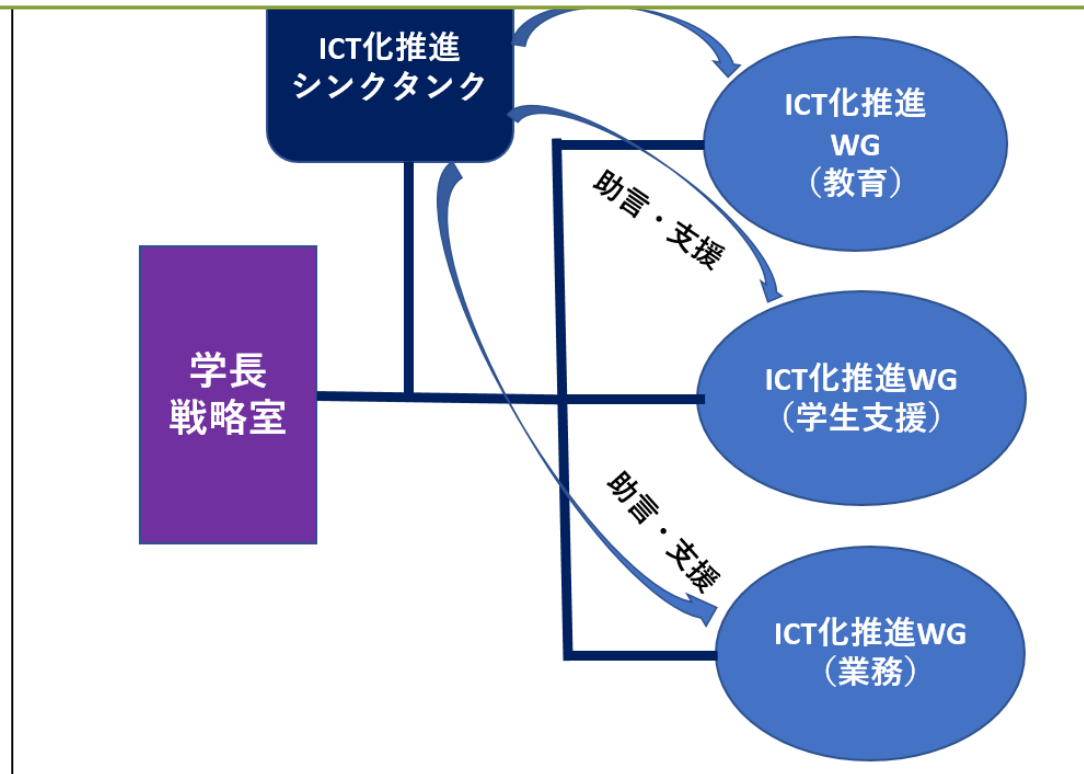 ICT化推進
シンクタンク
ICT化推進
WG
（教育）
助言・支援
学長
戦略室
ICT化推進WG
（学生支援）
助言・支援
ICT化推進WG
（業務）